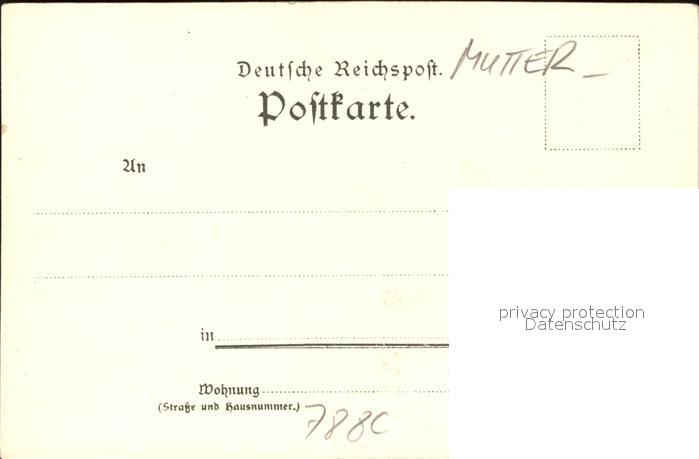 Deutsche Reichspost. MUTTER
Postkarte.
An
privacy protection
Datenschutz
in
Wohnung
(Straße und Hausnummer.)
788C